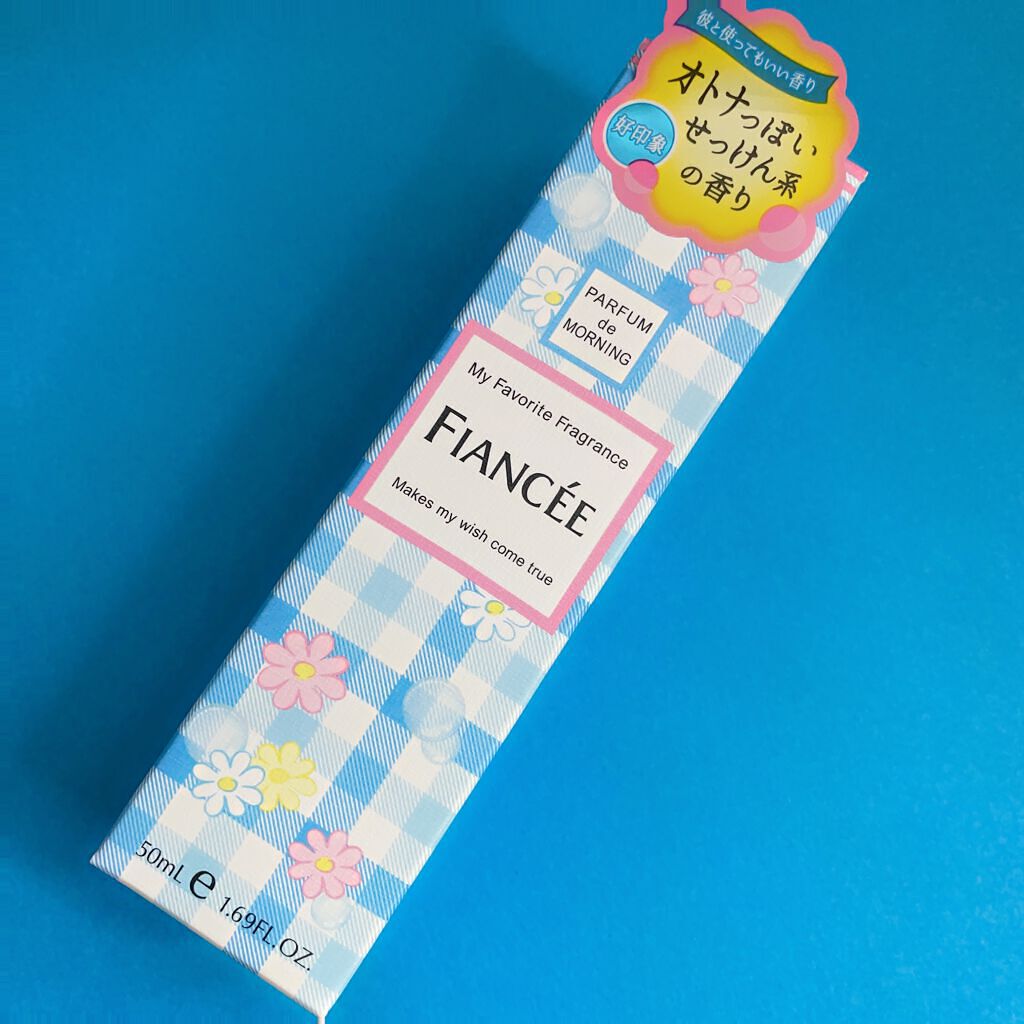 彼と使ってもいい香り
オトナっぽい
せっけん系
の香り
好印象
PARFUM
de
MORNING
My Favorite Fragrance
FIANCÉE
Makes my wish come true
50mL e 1.69FL.OZ.